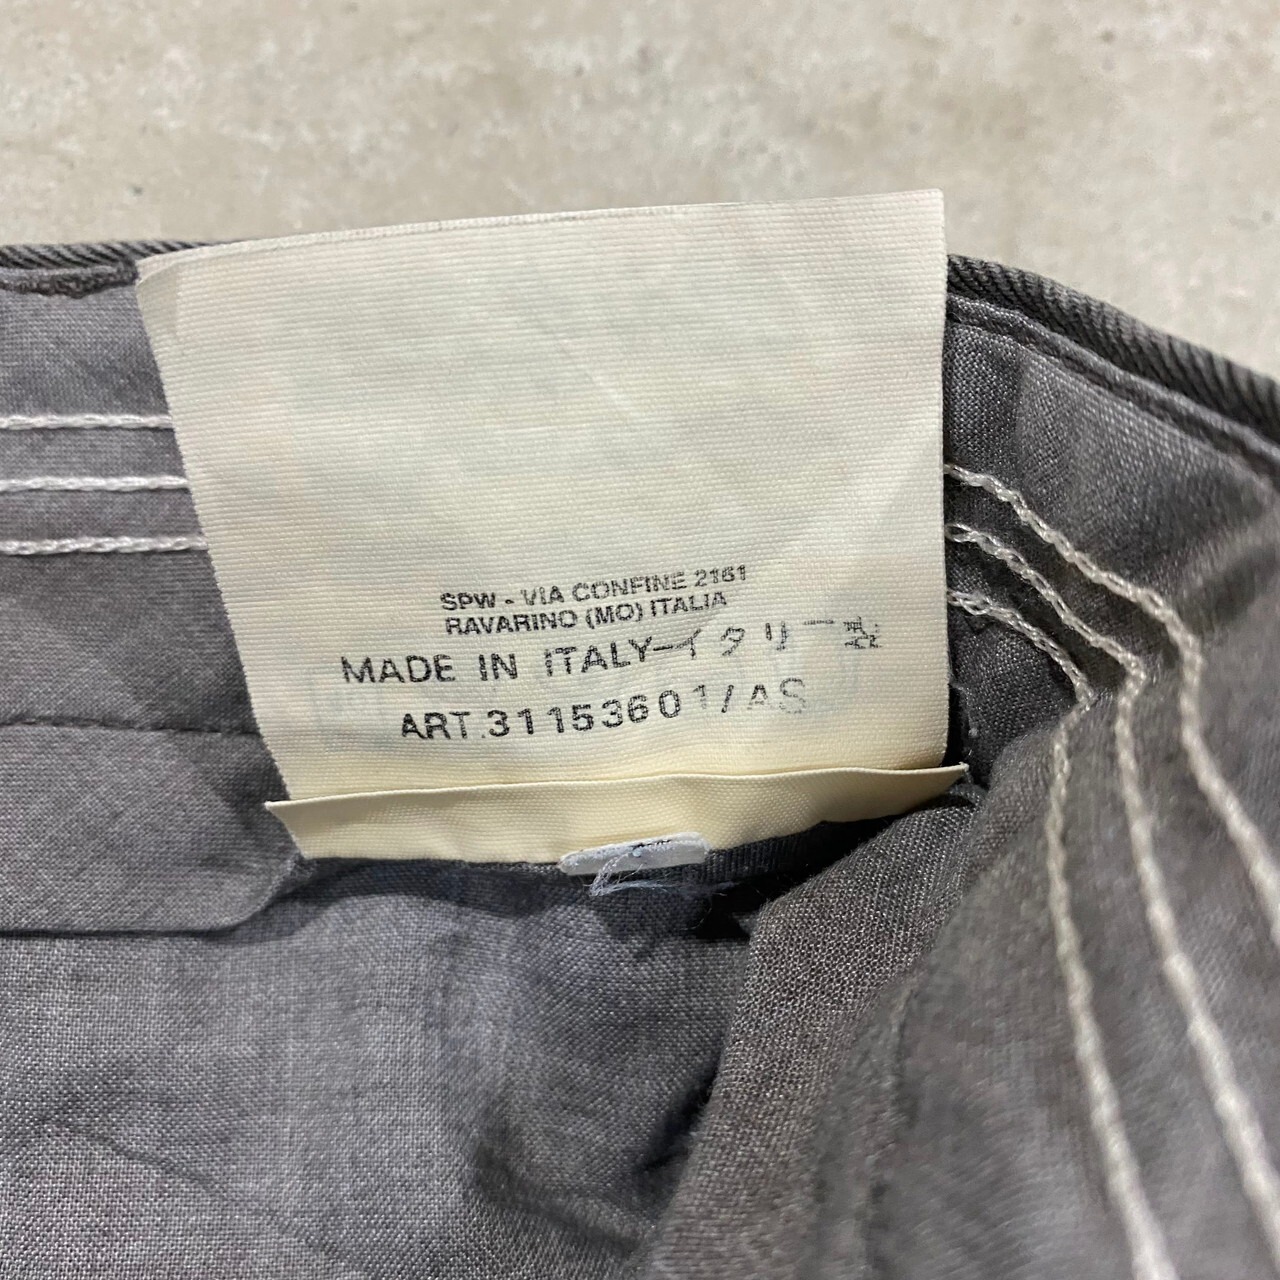 SPW - VIA CONFINE 2161
RAVARINO (MO) ITALIA
MADE IN ITALY-イタリー製
ART.31153601/AS